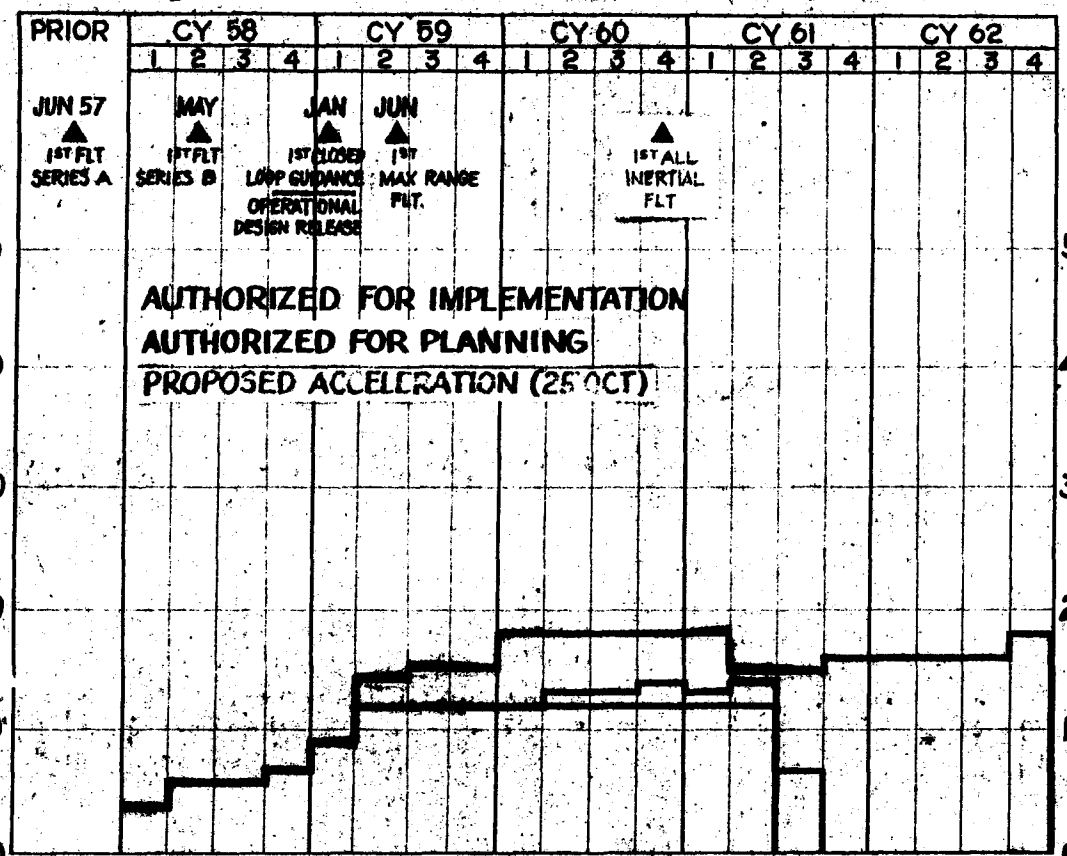 PRIOR CY 58 CY 59 CY 60 CY 61 CY 62
1 2 3 4 1 2 3 4 1 2 3 4 1 2 3 4 1 2 3 4
JUN 57
1ST FLT
SERIES A
MAY
1ST FLT
SERIES B
JAN
1ST CLOSED
LOOP GUIDANCE
OPERATIONAL
DESIGN RELEASE
JUN
1ST
MAX RANGE
FLT.
1ST ALL
INERTIAL
FLT
AUTHORIZED FOR IMPLEMENTATION
AUTHORIZED FOR PLANNING
PROPOSED ACCELERATION (25 OCT)